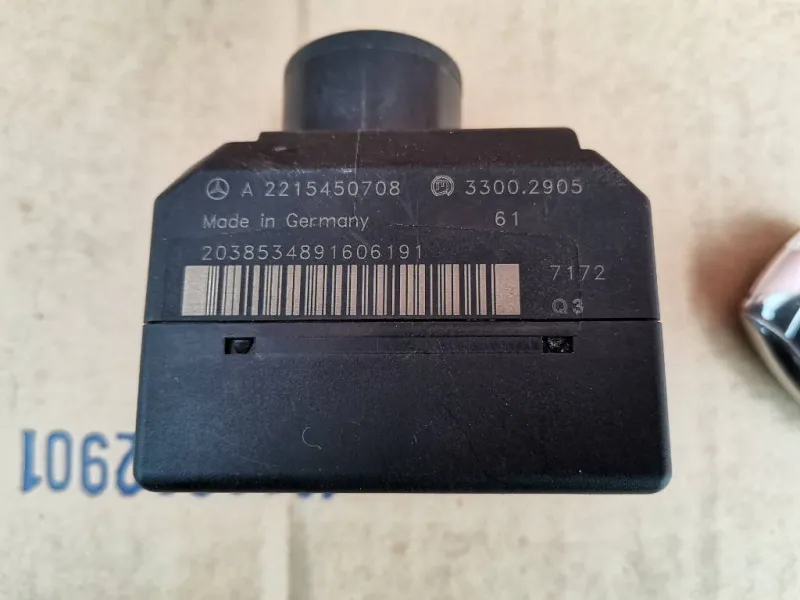 A 2215450708 3300.2905
Made in Germany 61
2038534891606191
7172
Q3
2901